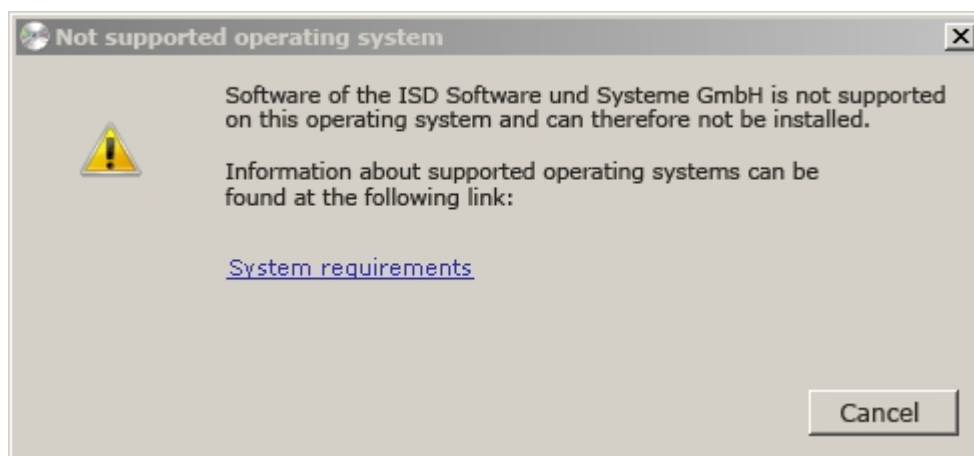 Not supported operating system
Software of the ISD Software und Systeme GmbH is not supported
on this operating system and can therefore not be installed.
Information about supported operating systems can be
found at the following link:
System requirements
Cancel